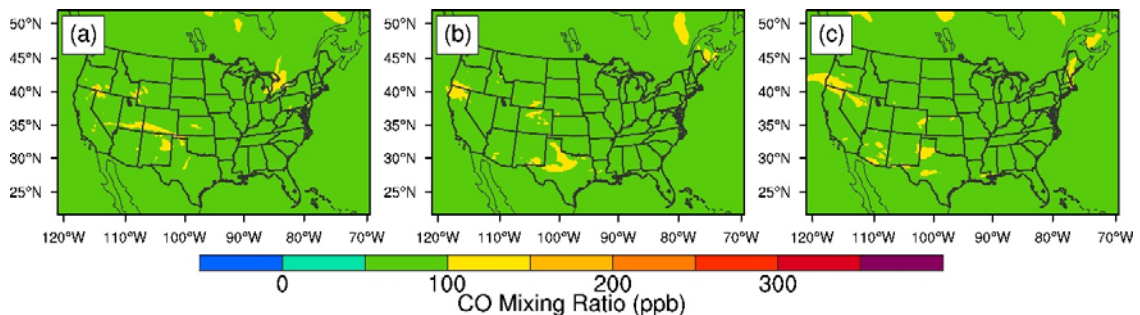 (a) (b) (c)
50°N 50°N 50°N
45°N 45°N 45°N
40°N 40°N 40°N
35°N 35°N 35°N
30°N 30°N 30°N
25°N 25°N 25°N
120°W 110°W 100°W 90°W 80°W 70°W 120°W 110°W 100°W 90°W 80°W 70°W 120°W 110°W 100°W 90°W 80°W 70°W
0 100 200 300
CO Mixing Ratio (ppb)